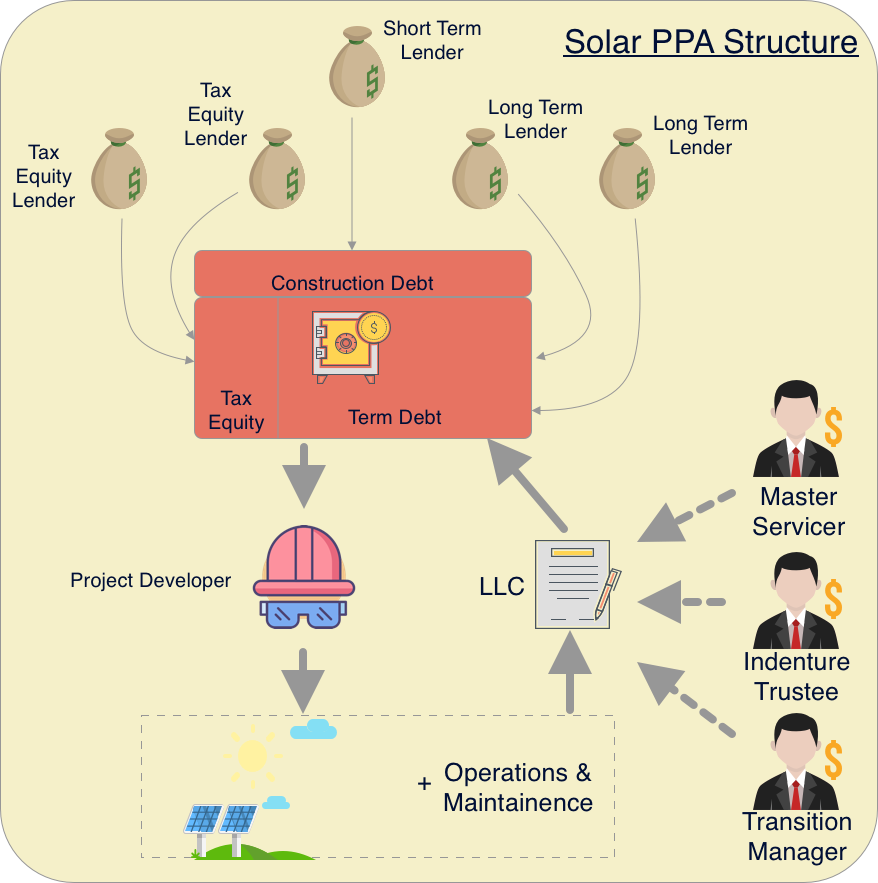 Solar PPA Structure
Short Term
Lender
Tax
Equity
Lender
Tax
Equity
Lender
Long Term
Lender
Long Term
Lender
Construction Debt
$
Tax
Equity
Term Debt
Master
Servicer
Project Developer
LLC
Indenture
Trustee
+ Operations &
Maintainence
Transition
Manager